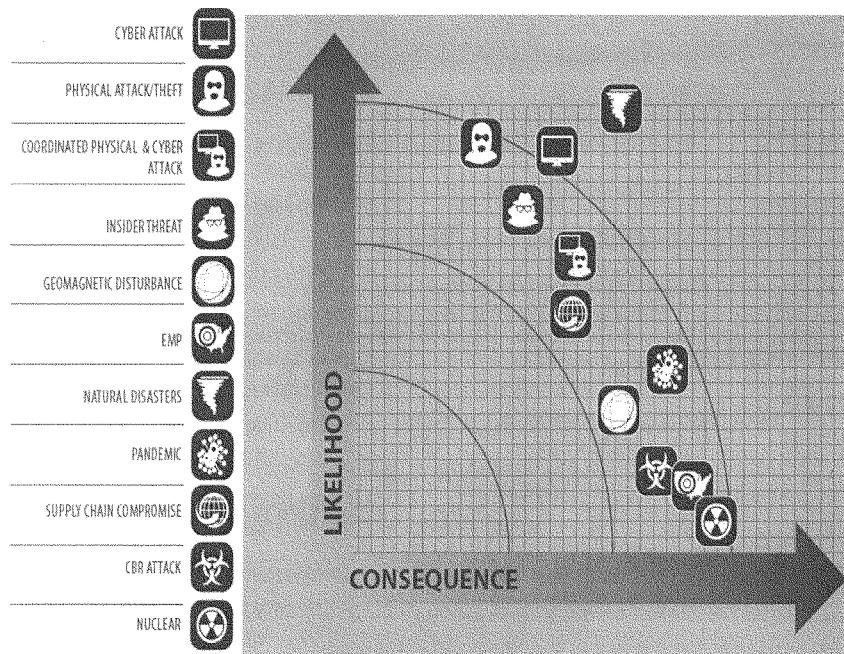 CYBER ATTACK
PHYSICAL ATTACK/THEFT
COORDINATED PHYSICAL & CYBER
ATTACK
INSIDER THREAT
GEOMAGNETIC DISTURBANCE
EMP
NATURAL DISASTERS
PANDEMIC
SUPPLY CHAIN COMPROMISE
CBR ATTACK
NUCLEAR
LIKELIHOOD
CONSEQUENCE